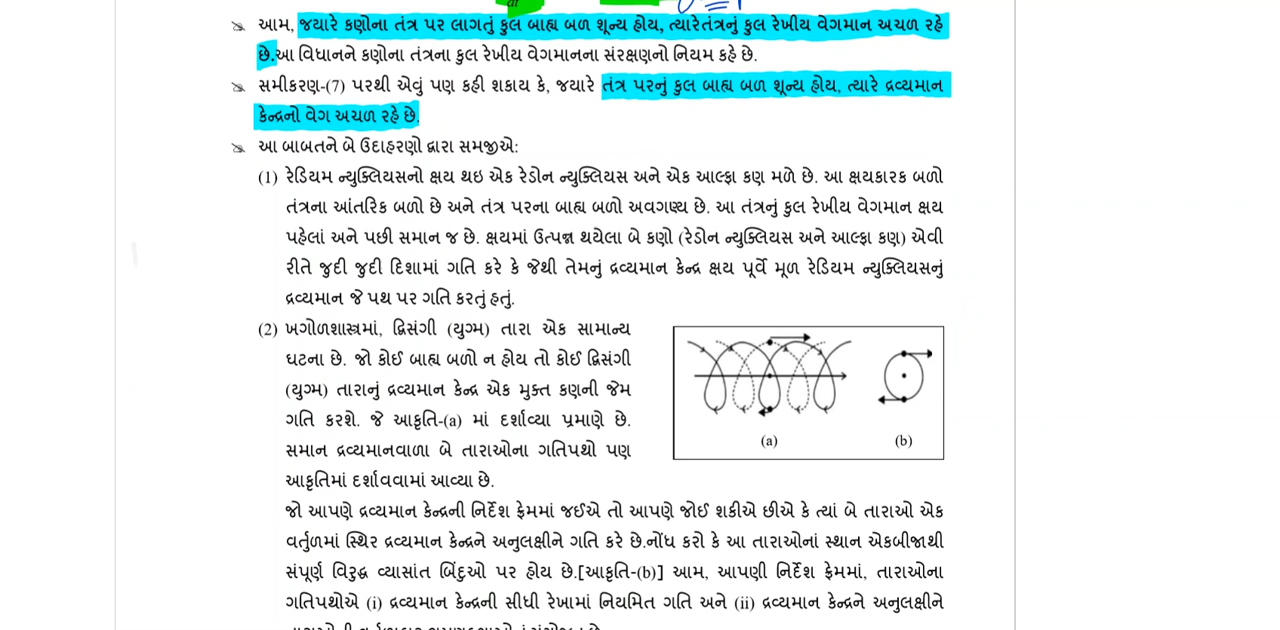 આમ, જયારે કણોના તંત્ર પર લાગતું કુલ બાહ્ય બળ શૂન્ય હોય, ત્યારેતંત્રનું કુલ રેખીય વેગમાન અચળ રહે
છે.આ વિધાનને કણોના તંત્રના કુલ રેખીય વેગમાનના સંરક્ષણનો નિયમ કહે છે.
સમીકરણ-(7) પરથી એવું પણ કહી શકાય કે, જયારે તંત્ર પરનું કુલ બાહ્ય બળ શૂન્ય હોય, ત્યારે દ્રવ્યમાન
કેન્દ્રનો વેગ અચળ રહે છે.
આ બાબતને બે ઉદાહરણો દ્વારા સમજીએ:
(1) રેડિયમ ન્યુક્લિયસનો ક્ષય થઇ એક રેડોન ન્યુક્લિયસ અને એક આલ્ફા કણ મળે છે. આ ક્ષયકારક બળો
તંત્રના આંતરિક બળો છે અને તંત્ર પરના બાહ્ય બળો અવગણ્ય છે. આ તંત્રનું કુલ રેખીય વેગમાન ક્ષય
પહેલાં અને પછી સમાન જ છે. ક્ષયમાં ઉત્પન્ન થયેલા બે કણો (રેડોન ન્યુક્લિયસ અને આલ્ફા કણ) એવી
રીતે જુદી જુદી દિશામાં ગતિ કરે કે જેથી તેમનું દ્રવ્યમાન કેન્દ્ર ક્ષય પૂર્વે મૂળ રેડિયમ ન્યુક્લિયસનું
દ્રવ્યમાન જે પથ પર ગતિ કરતું હતું.
(2) ખગોળશાસ્ત્રમાં, દ્વિસંગી (યુગ્મ) તારા એક સામાન્ય
ઘટના છે. જો કોઈ બાહ્ય બળો ન હોય તો કોઈ દ્વિસંગી
(યુગ્મ) તારાનું દ્રવ્યમાન કેન્દ્ર એક મુક્ત કણની જેમ
ગતિ કરશે. જે આકૃતિ-(a) માં દર્શાવ્યા પ્રમાણે છે.
સમાન દ્રવ્યમાનવાળા બે તારાઓના ગતિપથો પણ
આકૃતિમાં દર્શાવવામાં આવ્યા છે.
(a) (b)
જો આપણે દ્રવ્યમાન કેન્દ્રની નિર્દેશ ફ્રેમમાં જઈએ તો આપણે જોઈ શકીએ છીએ કે ત્યાં બે તારાઓ એક
વર્તુળમાં સ્થિર દ્રવ્યમાન કેન્દ્રને અનુલક્ષીને ગતિ કરે છે.નોંધ કરો કે આ તારાઓનાં સ્થાન એકબીજાથી
સંપૂર્ણ વિરુદ્ધ વ્યાસાંત બિંદુઓ પર હોય છે.[આકૃતિ-(b)] આમ, આપણી નિર્દેશ ફ્રેમમાં, તારાઓના
ગતિપથોએ (i) દ્રવ્યમાન કેન્દ્રની સીધી રેખામાં નિયમિત ગતિ અને (ii) દ્રવ્યમાન કેન્દ્રને અનુલક્ષીને